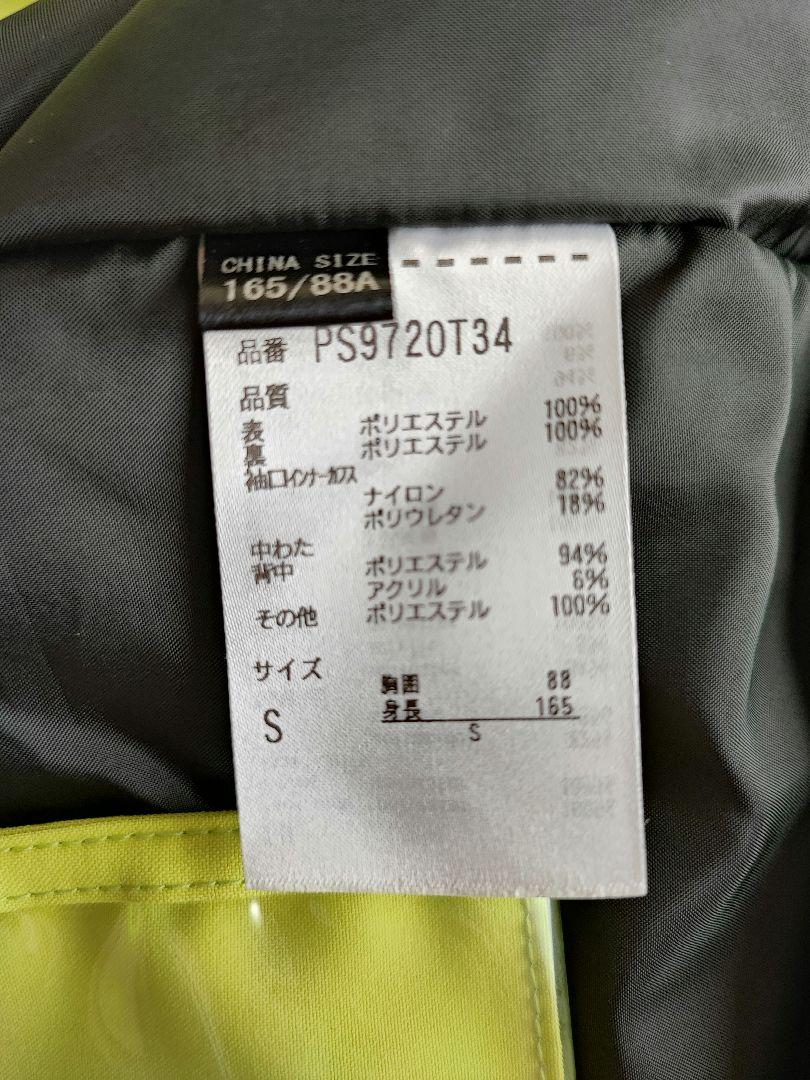 CHINA SIZE
165/88A
品番 PS9720T34
品質
表 ポリエステル 100%
裏 ポリエステル 100%
袖口インナーカフス
ナイロン 82%
ポリウレタン 18%
中わた
背中 ポリエステル 94%
アクリル 6%
その他 ポリエステル 100%
サイズ
胸囲 88
身長 165
S S